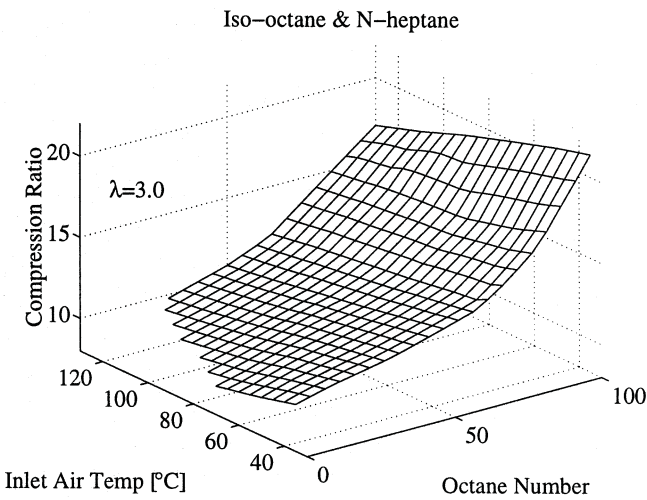 Iso-octane & N-heptane
Compression Ratio
20
15
10
λ=3.0
120
100
80
60
40
Inlet Air Temp [°C]
0
50
100
Octane Number